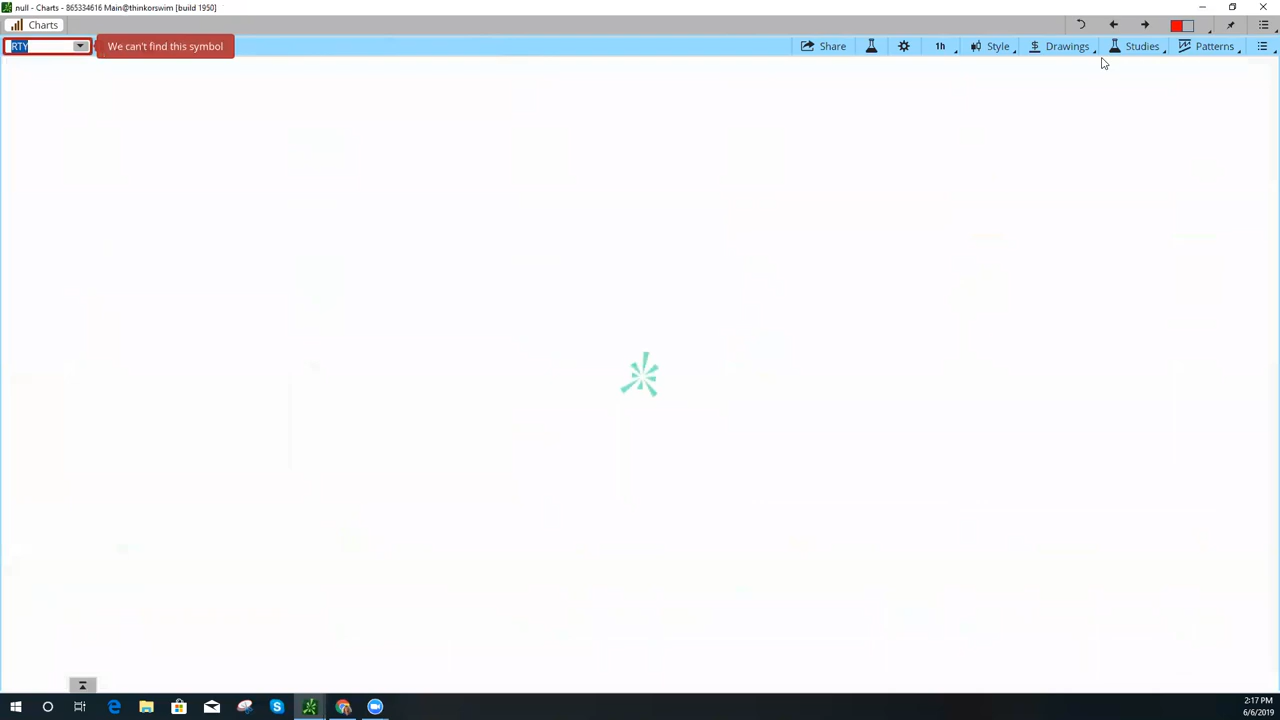 null - Charts - 865334616 Main@thinkorswim [build 1950]
Charts
RTY
We can't find this symbol
Share
1h
Style
Drawings
Studies
Patterns
2:17 PM
6/6/2019